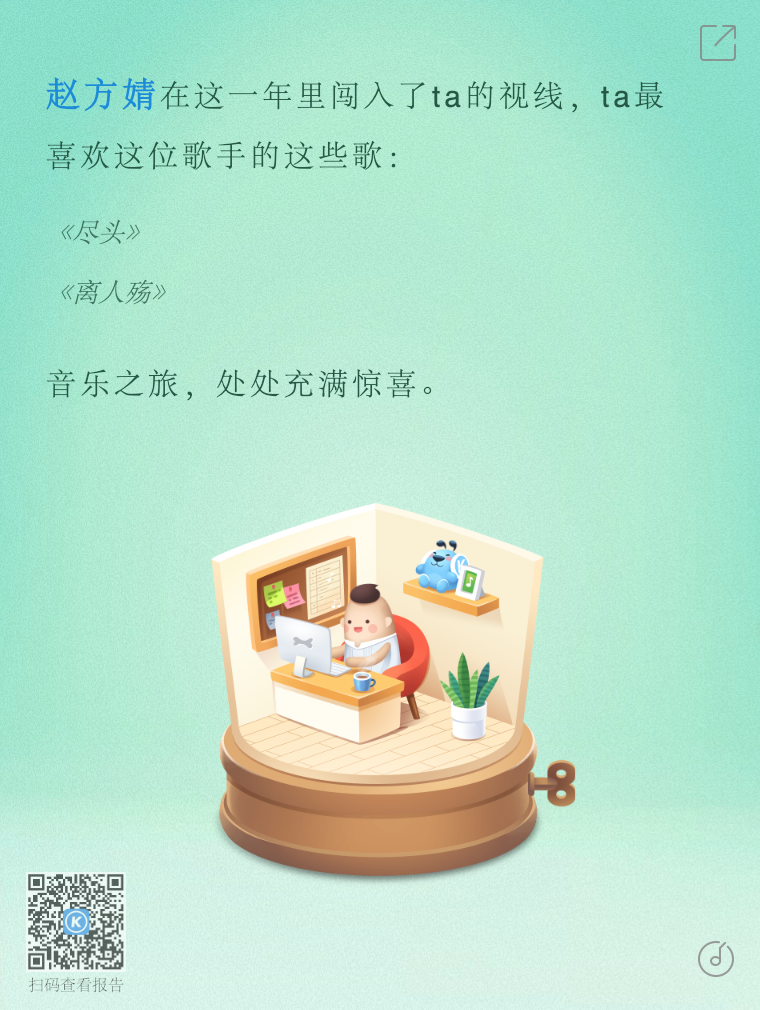 赵方婧在这一年里闯入了ta的视线，ta最
喜欢这位歌手的这些歌：
《尽头》
《离人殇》
音乐之旅，处处充满惊喜。
K
扫码查看报告